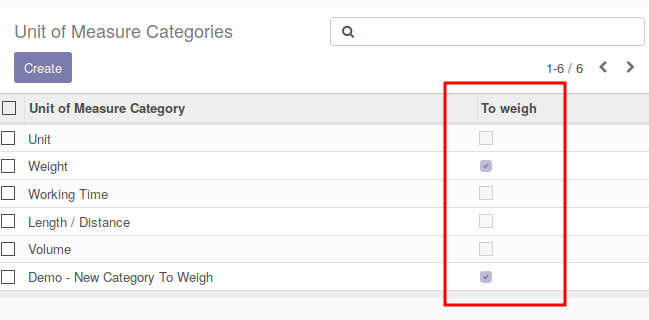 Unit of Measure Categories
Create
1-6 / 6
Unit of Measure Category To weigh
Unit
Weight
Working Time
Length / Distance
Volume
Demo - New Category To Weigh